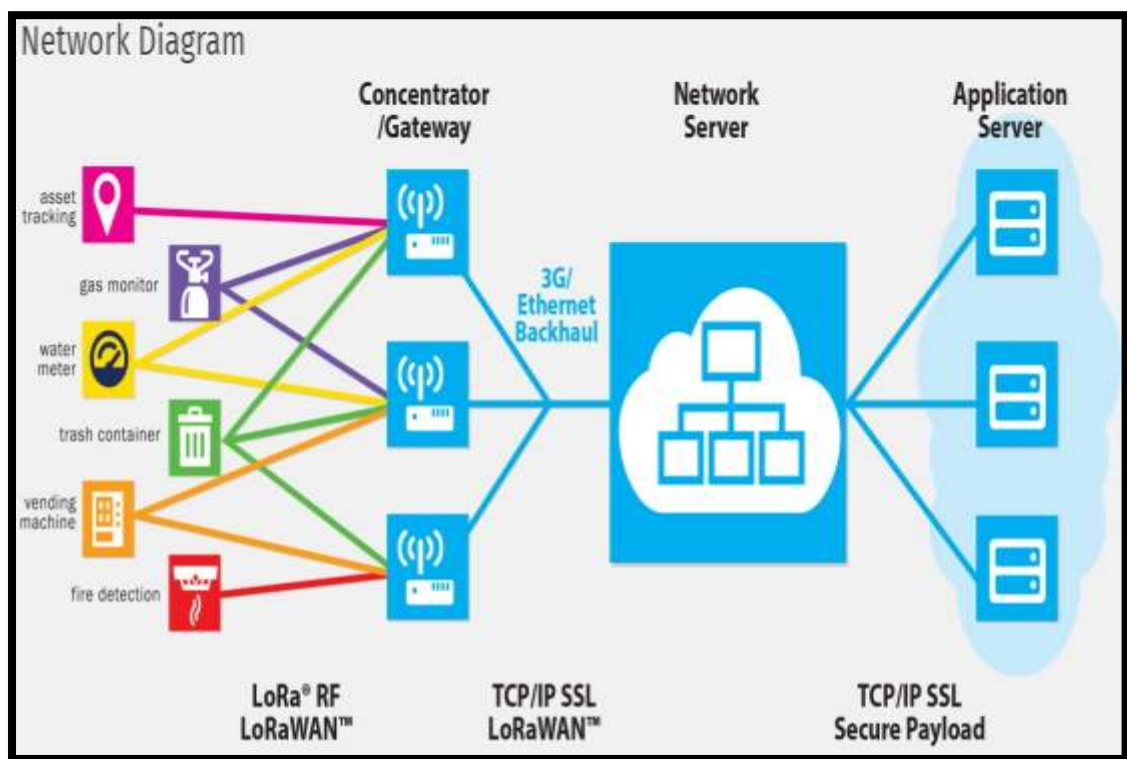 Network Diagram
Concentrator
/Gateway
Network
Server
Application
Server
asset
tracking
gas monitor
water
meter
trash container
vending
machine
fire detection
3G/
Ethernet
Backhaul
LoRa® RF
LoRaWAN™
TCP/IP SSL
LoRaWAN™
TCP/IP SSL
Secure Payload